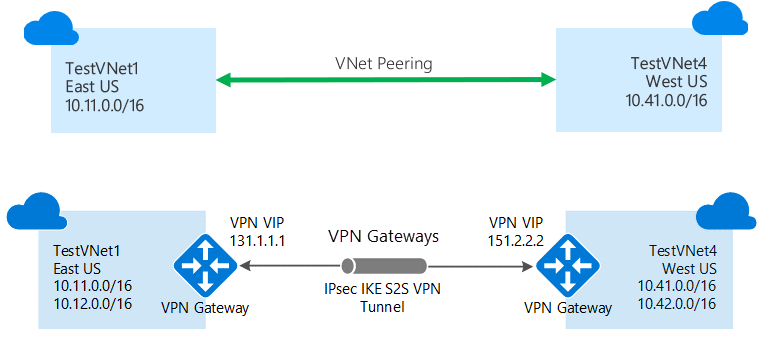 VNet Peering
TestVNet1
East US
10.11.0.0/16
TestVNet4
West US
10.41.0.0/16
VPN VIP
131.1.1.1
VPN Gateways
VPN VIP
151.2.2.2
TestVNet1
East US
10.11.0.0/16
10.12.0.0/16
VPN Gateway
IPsec IKE S2S VPN
Tunnel
TestVNet4
West US
10.41.0.0/16
10.42.0.0/16
VPN Gateway